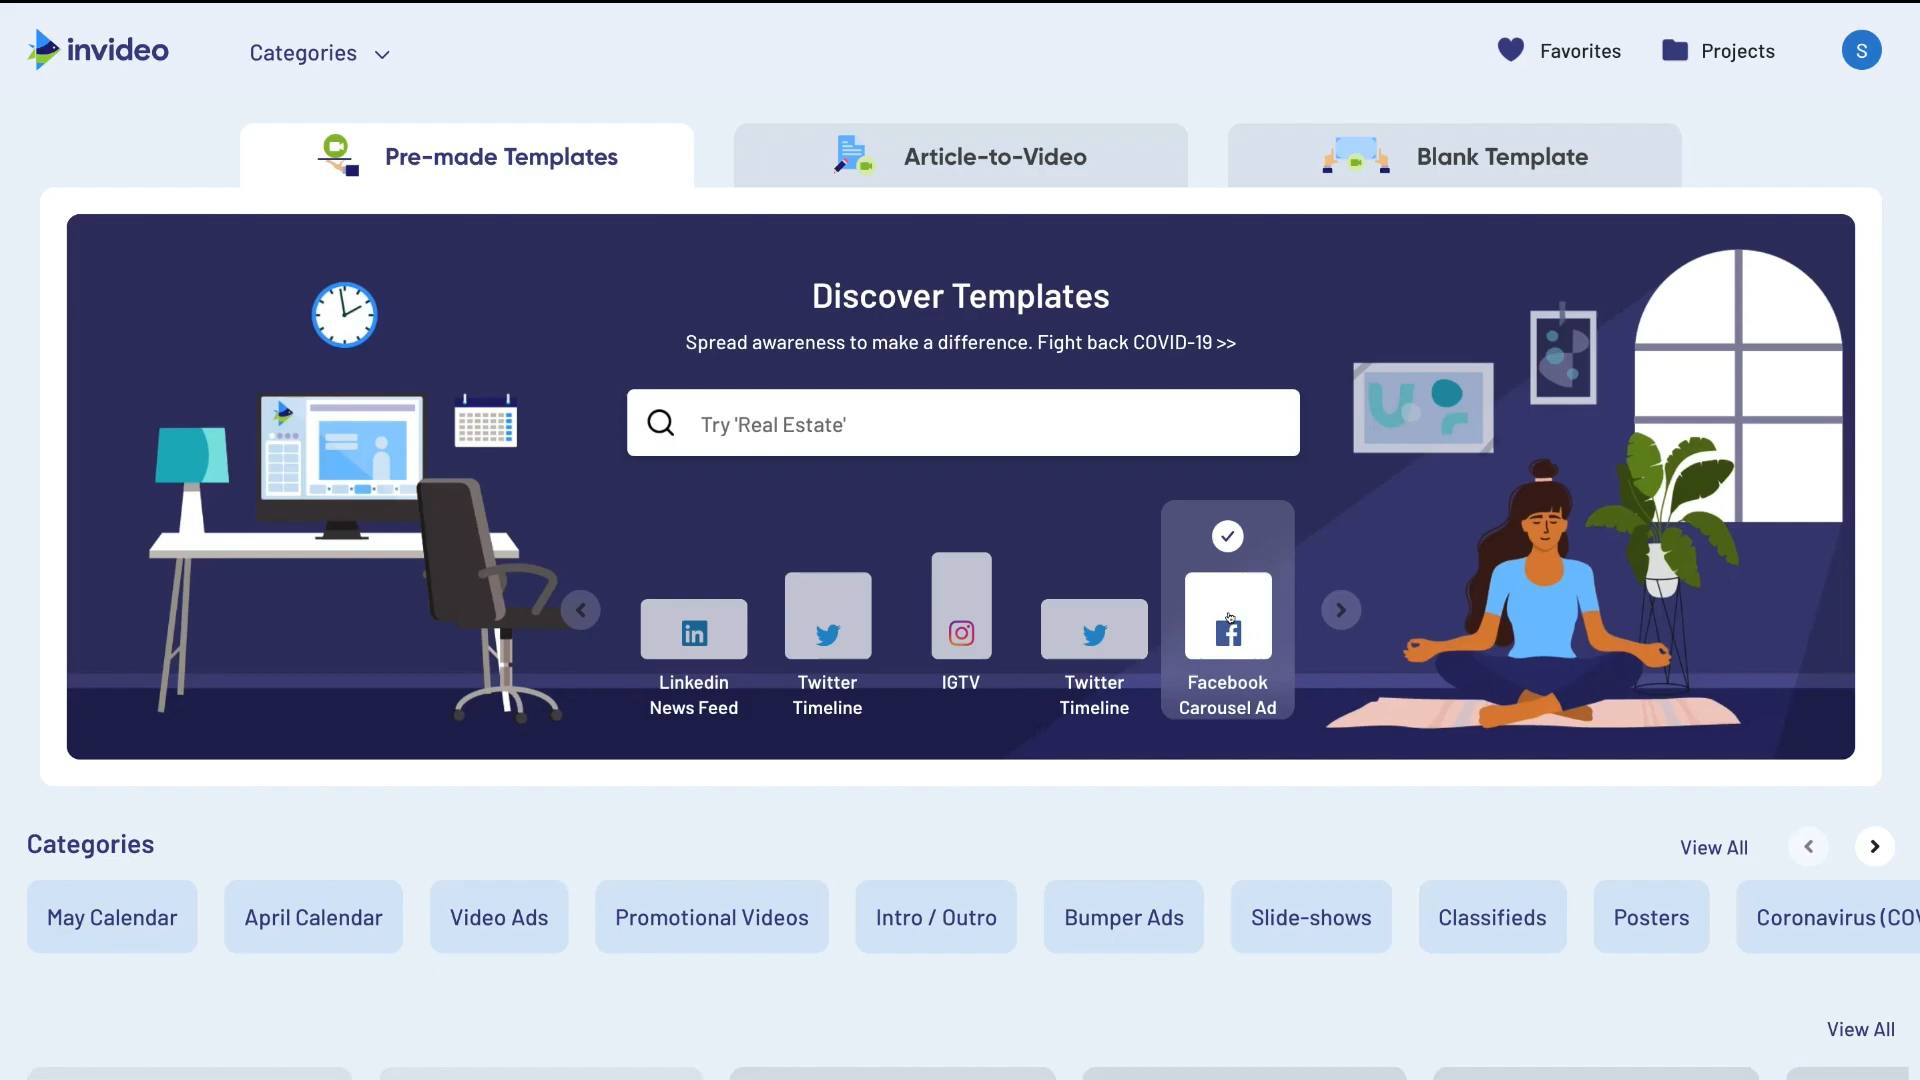 invideo
Categories
Favorites
Projects
S
Pre-made Templates
Article-to-Video
Blank Template
Discover Templates
Spread awareness to make a difference. Fight back COVID-19 >>
Try 'Real Estate'
Linkedin
News Feed
Twitter
Timeline
IGTV
Twitter
Timeline
Facebook
Carousel Ad
Categories
View All
May Calendar
April Calendar
Video Ads
Promotional Videos
Intro / Outro
Bumper Ads
Slide-shows
Classifieds
Posters
Coronavirus (COV
View All